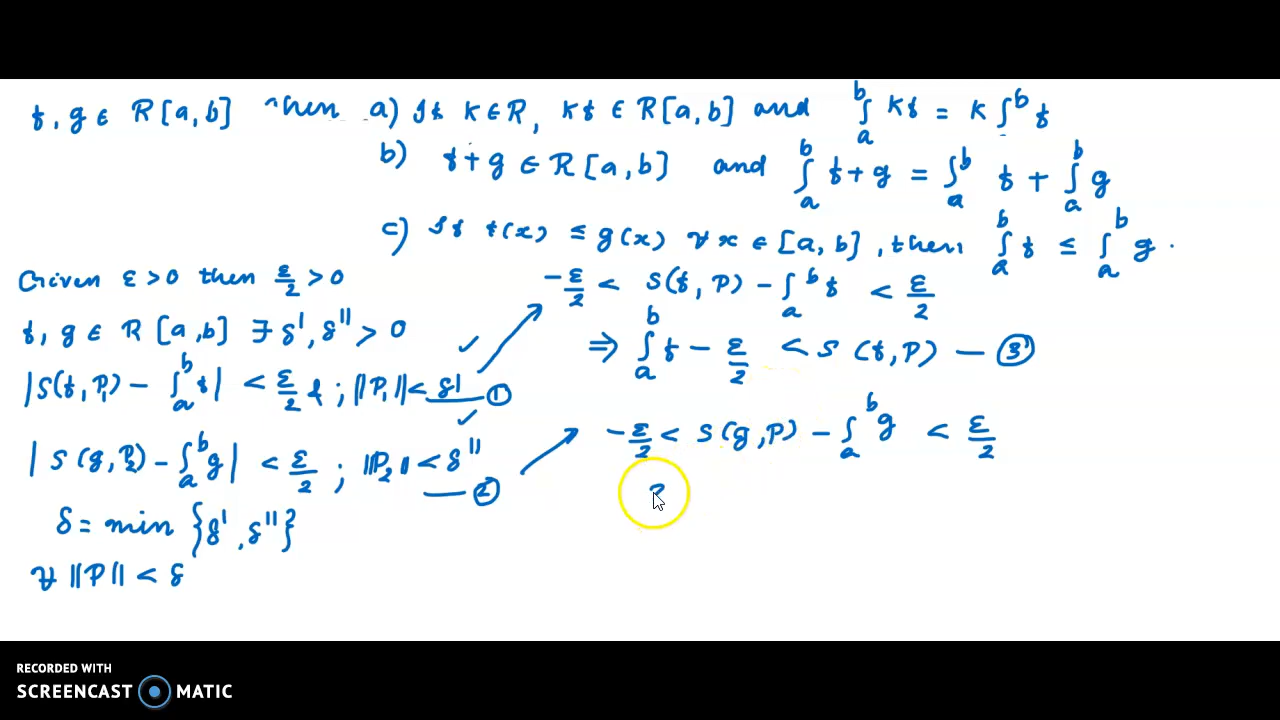 f, g ∈ R[a, b] then a) If K ∈ R, Kf ∈ R[a, b] and ∫_a^b Kf = K ∫^b f
b) f+g ∈ R[a, b] and ∫_a^b f+g = ∫_a^b f + ∫_a^b g
c) If f(x) ≤ g(x) ∀ x ∈ [a, b], then ∫_a^b f ≤ ∫_a^b g.
Given ε > 0 then ε/2 > 0
f, g ∈ R [a, b] ∃ δ', δ'' > 0
|S(f, P₁) - ∫_a^b f| < ε/2 & ; ||P₁|| < δ' — ①
|S(g, P₂) - ∫_a^b g| < ε/2 ; ||P₂|| < δ'' — ②
δ = min {δ', δ''}
∀ ||P|| < δ
-ε/2 < S(f, P) - ∫_a^b f < ε/2
⇒ ∫_a^b f - ε/2 < S(f, P) — ③'
-ε/2 < S(g, P) - ∫_a^b g < ε/2
RECORDED WITH
SCREENCAST MATIC